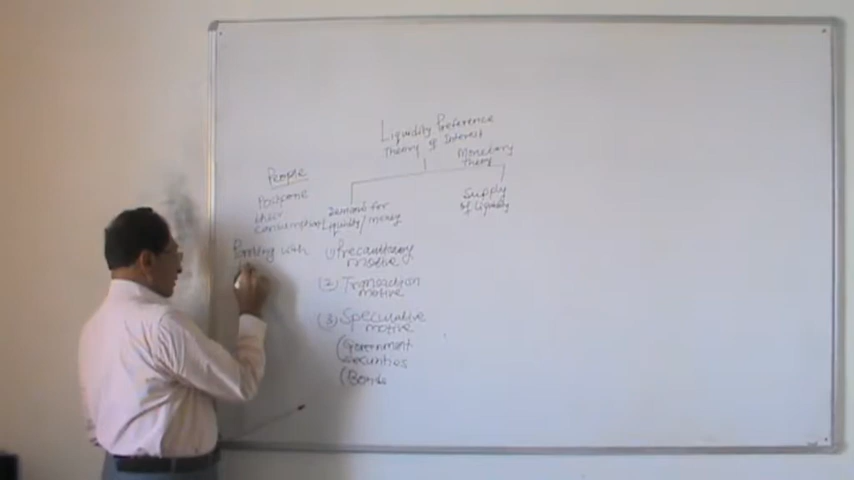 Liquidity Preference
Theory of Interest
Monetary
Theory
People
Postpone
their
consumption
Demand for
Liquidity/money
Supply
of Liquidity
Parting with
(1) Precautionary
motive
(2) Transaction
motive
(3) Speculative
motive
(Government
securities
(Bonds